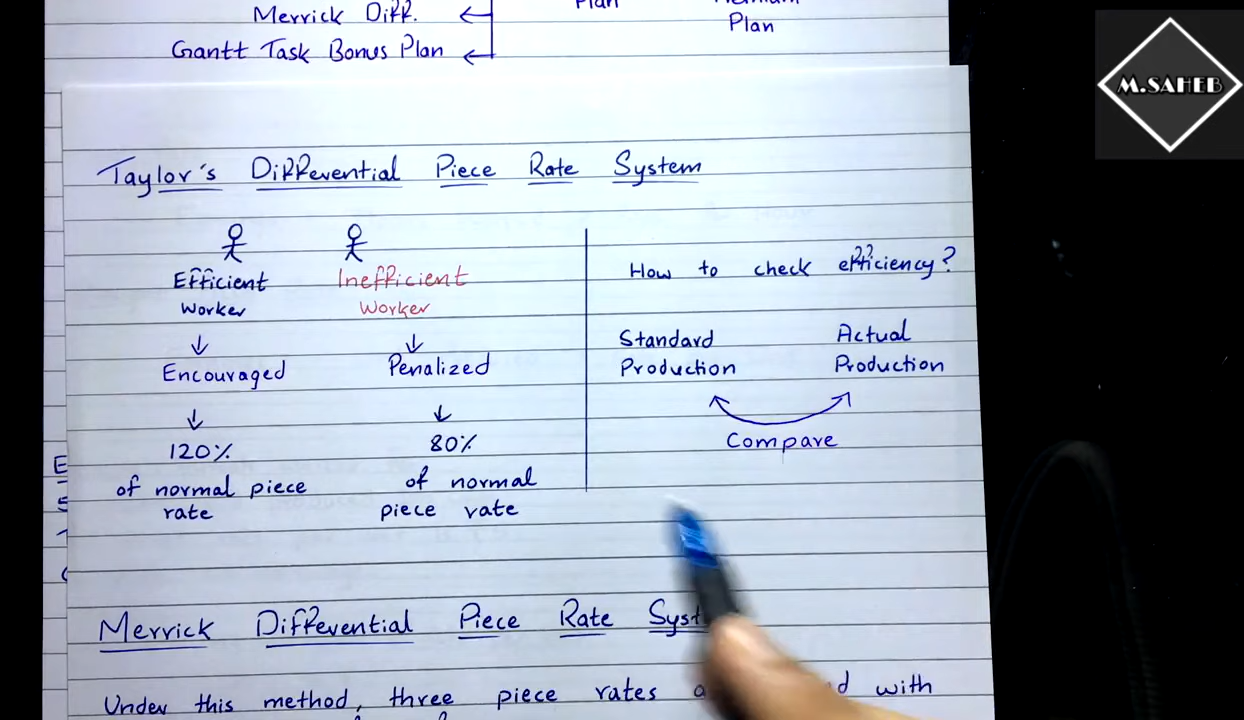 Merrick Diff.
Plan
Plan
Gantt Task Bonus Plan
M.SAHEB
Taylor's Differential Piece Rate System
Efficient
Worker
Encouraged
120%
of normal piece
rate
Inefficient
Worker
Penalized
80%
of normal
piece rate
How to check efficiency?
Standard
Production
Actual
Production
Compare
Merrick Differential Piece Rate
Under this method, three piece rates
with